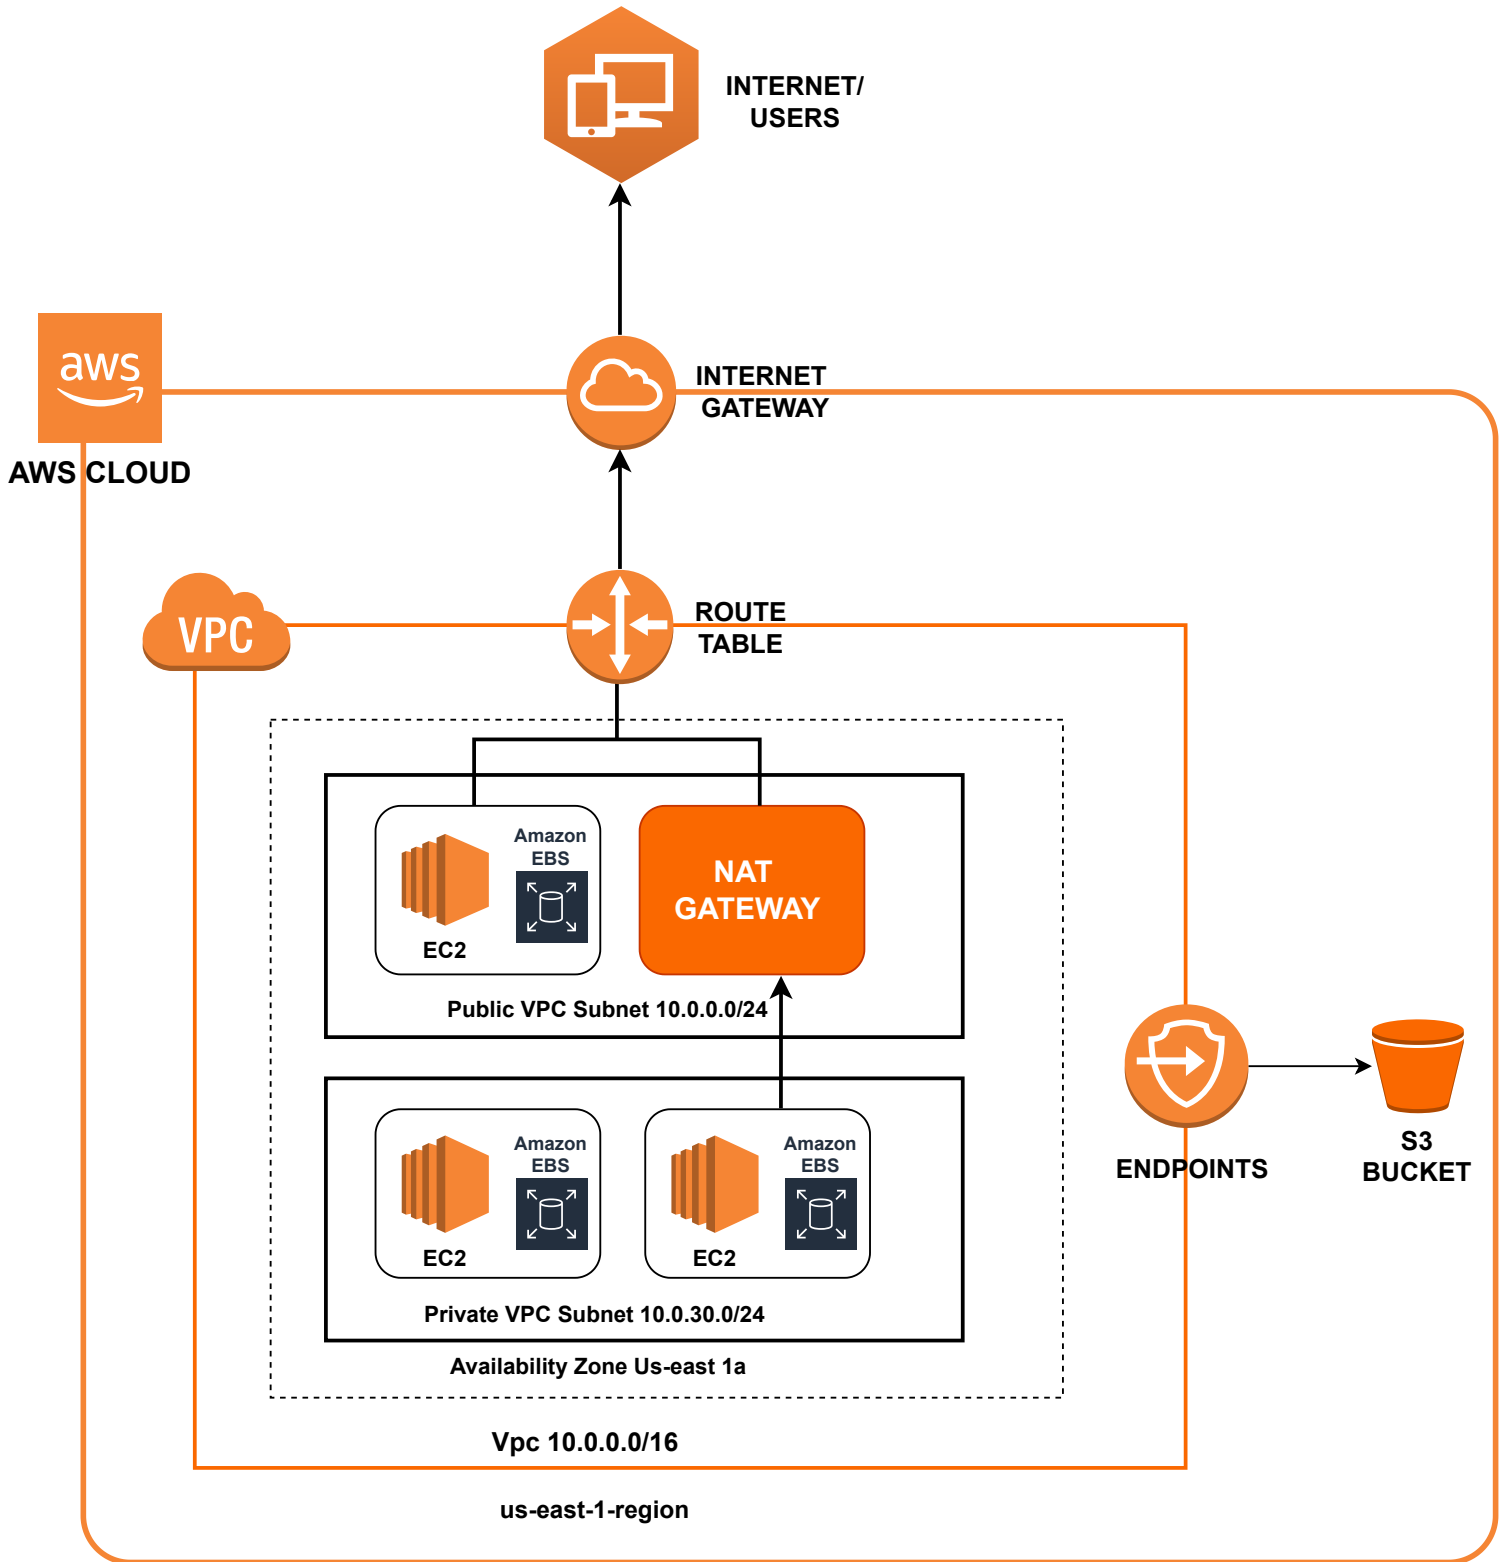 INTERNET/
USERS
aws
AWS CLOUD
INTERNET
GATEWAY
VPC
ROUTE
TABLE
Amazon
EBS
EC2
NAT
GATEWAY
Public VPC Subnet 10.0.0.0/24
Amazon
EBS
EC2
Amazon
EBS
EC2
Private VPC Subnet 10.0.30.0/24
Availability Zone Us-east 1a
ENDPOINTS
S3
BUCKET
Vpc 10.0.0.0/16
us-east-1-region